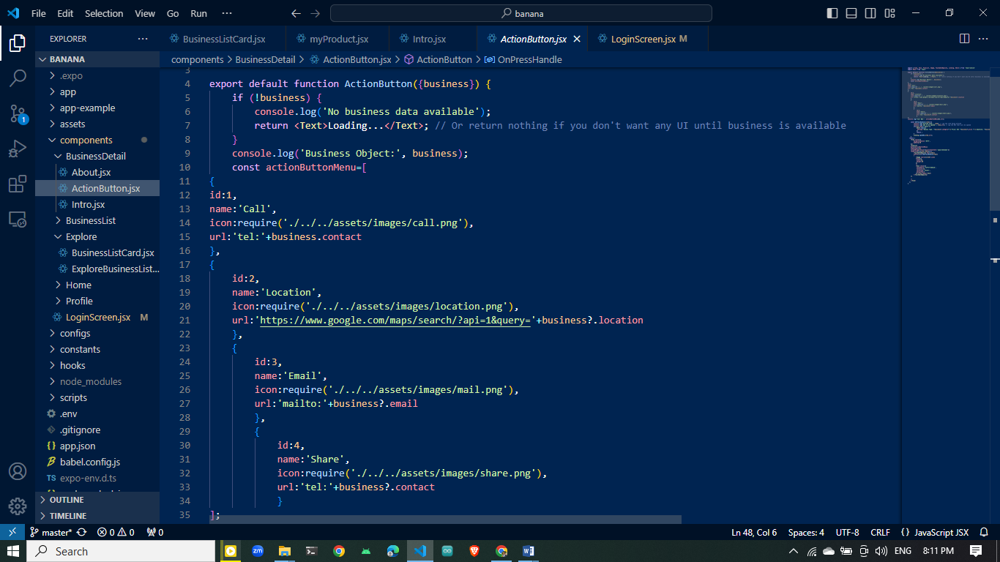 File Edit Selection View Go Run ··· banana
EXPLORER ···
BusinessListCard.jsx myProduct.jsx Intro.jsx ActionButton.jsx LoginScreen.jsx M
BANANA
components > BusinessDetail > ActionButton.jsx > ActionButton > OnPressHandle
.expo
app
app-example
assets
components
BusinessDetail
About.jsx
ActionButton.jsx
Intro.jsx
BusinessList
Explore
BusinessListCard.jsx
ExploreBusinessList...
Home
Profile
LoginScreen.jsx M
configs
constants
hooks
node_modules
scripts
.env
.gitignore
{} app.json
babel.config.js
TS expo-env.d.ts
OUTLINE
TIMELINE
3
4 export default function ActionButton({business}) {
5 if (!business) {
6 console.log('No business data available');
7 return <Text>Loading...</Text>; // Or return nothing if you don't want any UI until business is available
8 }
9 console.log('Business Object:', business);
10 const actionButtonMenu=[
11 {
12 id:1,
13 name:'Call',
14 icon:require('./../../assets/images/call.png'),
15 url:'tel:'+business.contact
16 },
17 {
18 id:2,
19 name:'Location',
20 icon:require('./../../assets/images/location.png'),
21 url:'https://www.google.com/maps/search/?api=1&query='+business?.location
22 },
23 {
24 id:3,
25 name:'Email',
26 icon:require('./../../assets/images/mail.png'),
27 url:'mailto:'+business?.email
28 },
29 {
30 id:4,
31 name:'Share',
32 icon:require('./../../assets/images/share.png'),
33 url:'tel:'+business?.contact
34 }
35 ];
1
master* 0 0 0 Ln 48, Col 6 Spaces: 4 UTF-8 CRLF {} JavaScript JSX
Search zm W ENG 8:11 PM